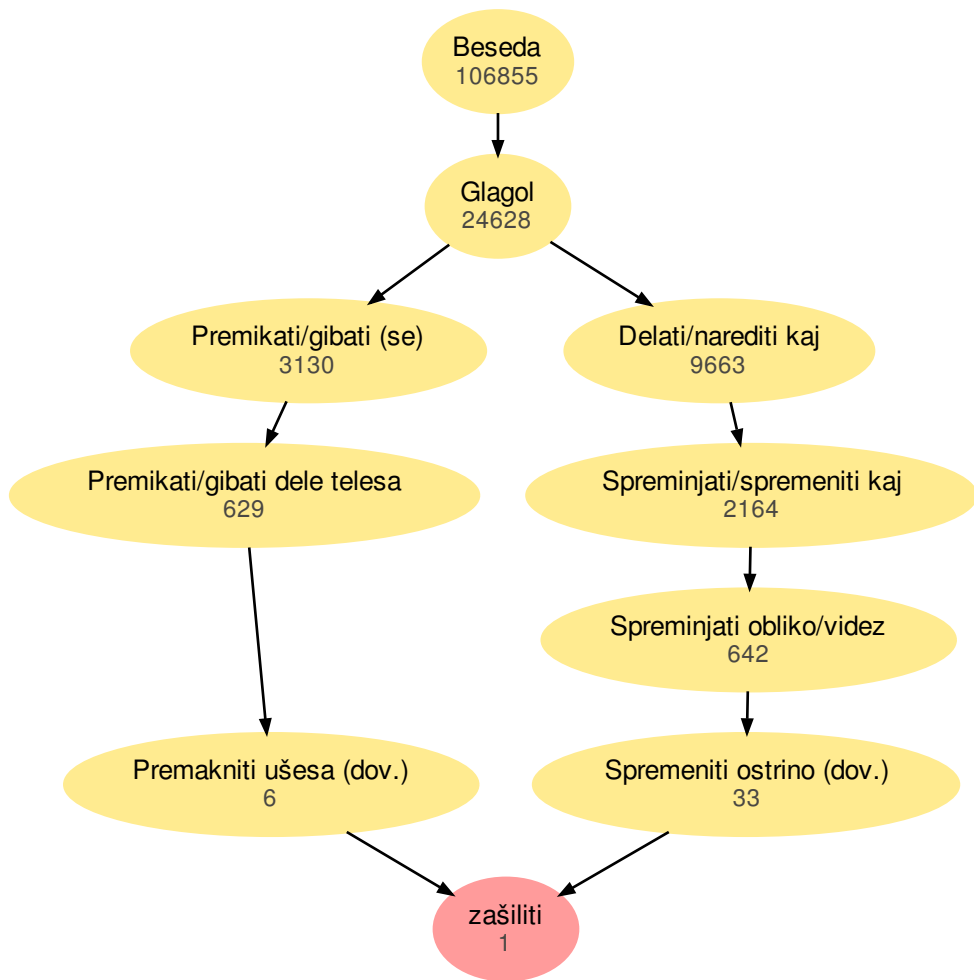 Beseda
106855
Glagol
24628
Premikati/gibati (se)
3130
Delati/narediti kaj
9663
Premikati/gibati dele telesa
629
Spreminjati/spremeniti kaj
2164
Spreminjati obliko/videz
642
Premakniti ušesa (dov.)
6
Spremeniti ostrino (dov.)
33
zašiliti
1